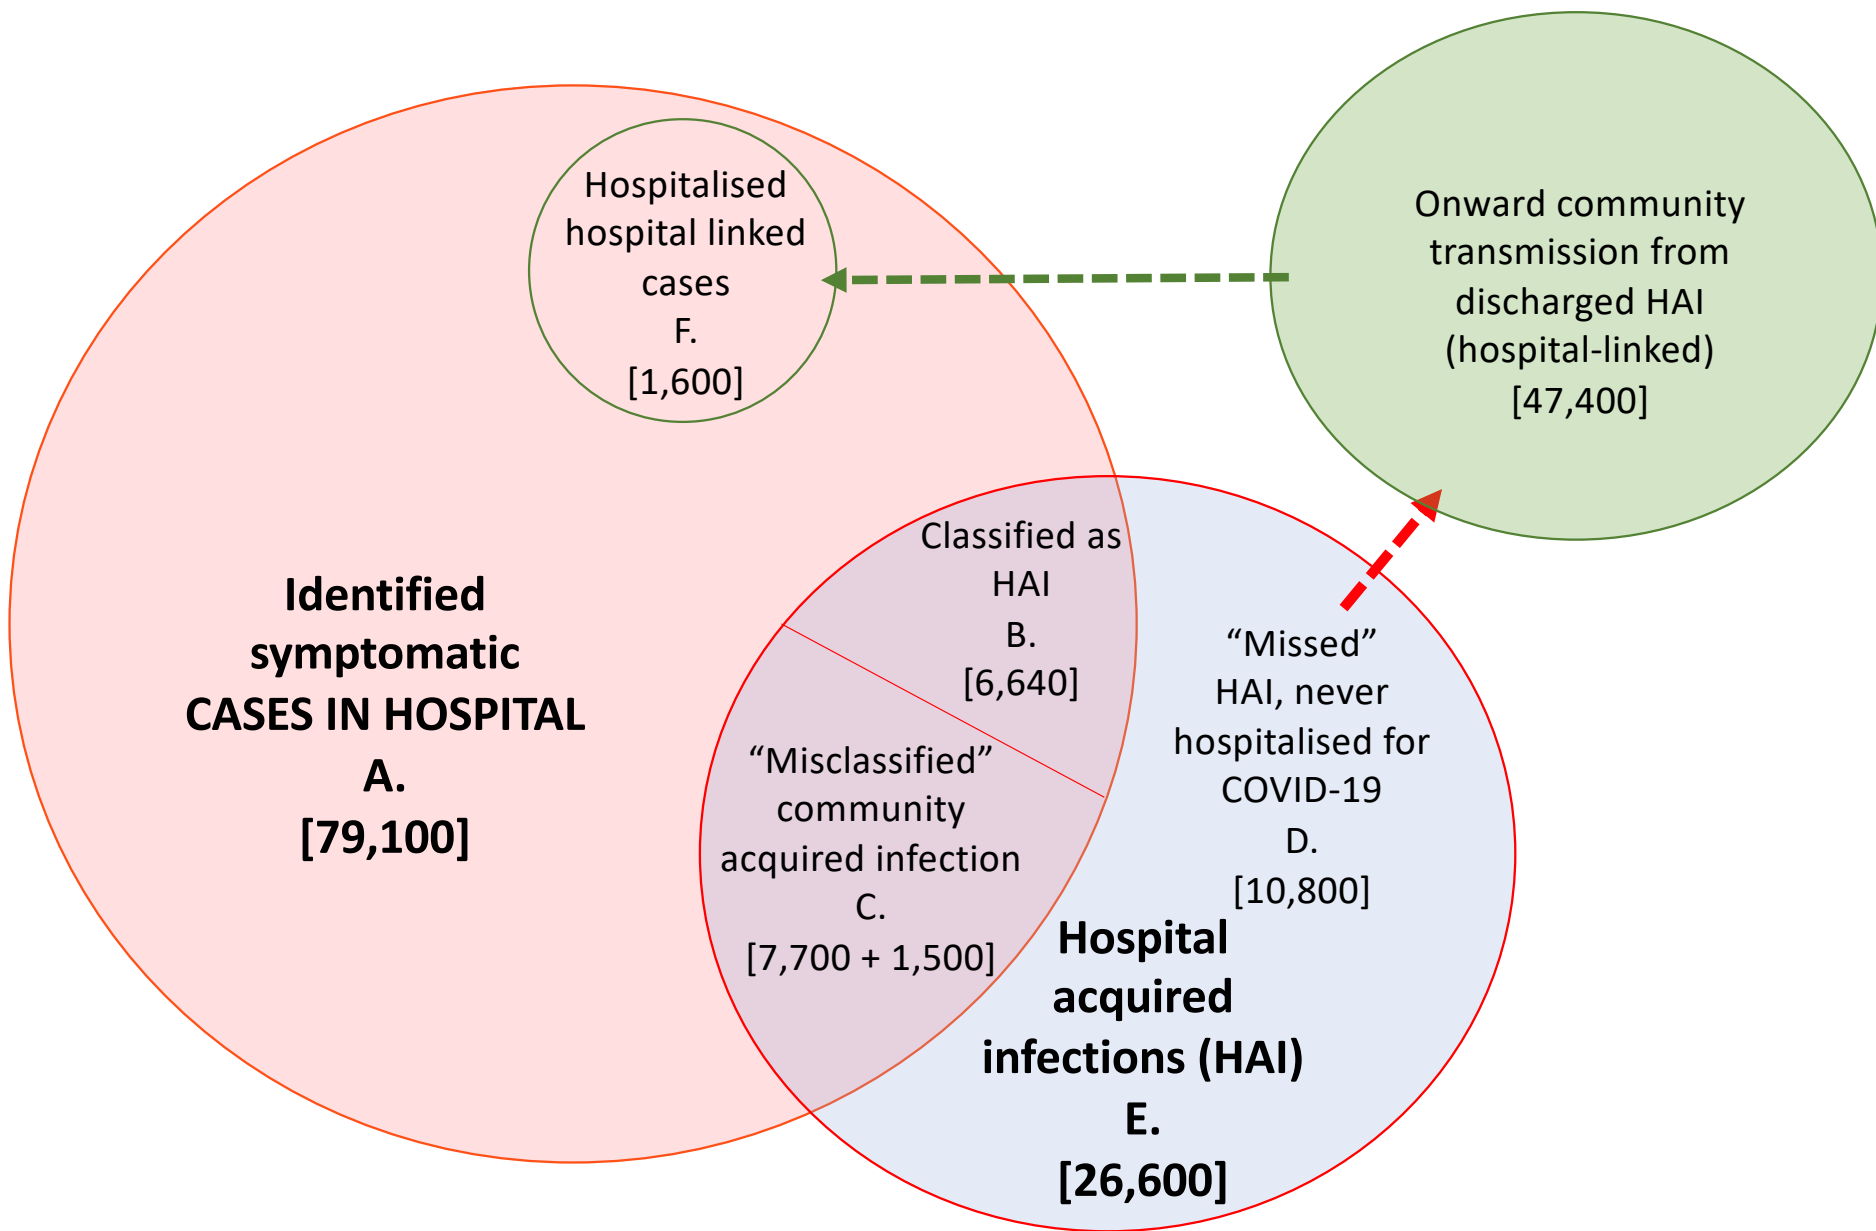 Hospitalised
hospital linked
cases
F.
[1,600]
Onward community
transmission from
discharged HAI
(hospital-linked)
[47,400]
Identified
symptomatic
CASES IN HOSPITAL
A.
[79,100]
Classified as
HAI
B.
[6,640]
“Misclassified”
community
acquired infection
C.
[7,700 + 1,500]
“Missed”
HAI, never
hospitalised for
COVID-19
D.
[10,800]
Hospital
acquired
infections (HAI)
E.
[26,600]